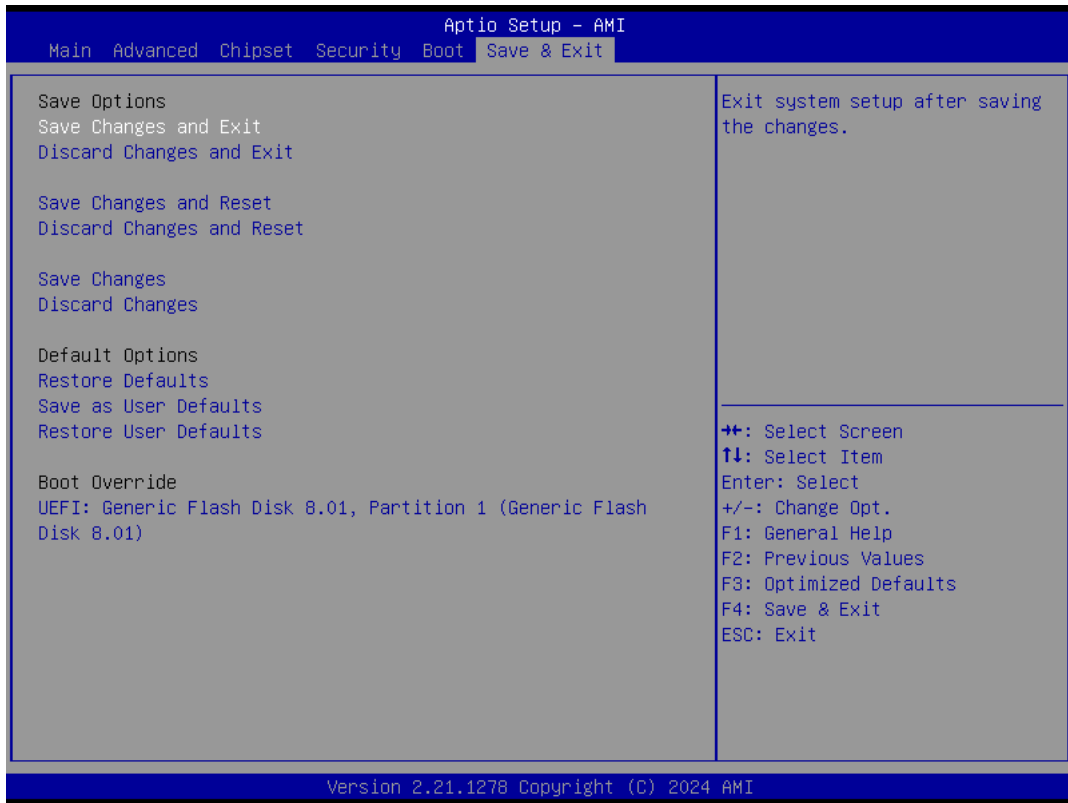 Aptio Setup – AMI
Main Advanced Chipset Security Boot Save & Exit
Save Options
Save Changes and Exit
Discard Changes and Exit
Save Changes and Reset
Discard Changes and Reset
Save Changes
Discard Changes
Default Options
Restore Defaults
Save as User Defaults
Restore User Defaults
Boot Override
UEFI: Generic Flash Disk 8.01, Partition 1 (Generic Flash
Disk 8.01)
Exit system setup after saving
the changes.
→←: Select Screen
↑↓: Select Item
Enter: Select
+/-: Change Opt.
F1: General Help
F2: Previous Values
F3: Optimized Defaults
F4: Save & Exit
ESC: Exit
Version 2.21.1278 Copyright (C) 2024 AMI